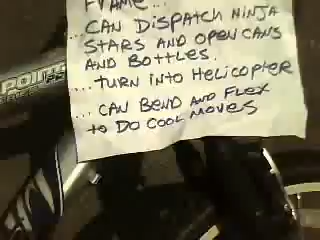 FRAME...
...CAN DISPATCH NINJA
STARS AND OPEN CANS
AND BOTTLES.
...TURN INTO HELICOPTER
... CAN BEND AND FLEX
to DO COOL MOVES
POINT